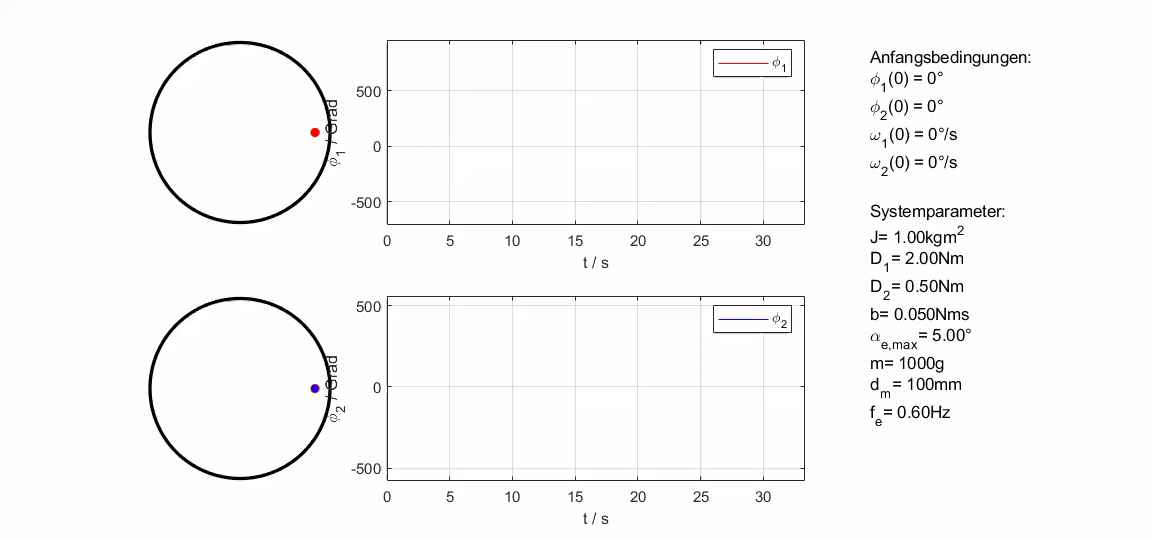 ϕ1 / Grad
500
0
-500
0 5 10 15 20 25 30
t / s
ϕ1
ϕ2 / Grad
500
0
-500
0 5 10 15 20 25 30
t / s
ϕ2
Anfangsbedingungen:
ϕ1(0) = 0°
ϕ2(0) = 0°
ω1(0) = 0°/s
ω2(0) = 0°/s
Systemparameter:
J= 1.00kgm2
D1= 2.00Nm
D2= 0.50Nm
b= 0.050Nms
αe,max= 5.00°
m= 1000g
dm= 100mm
fe= 0.60Hz